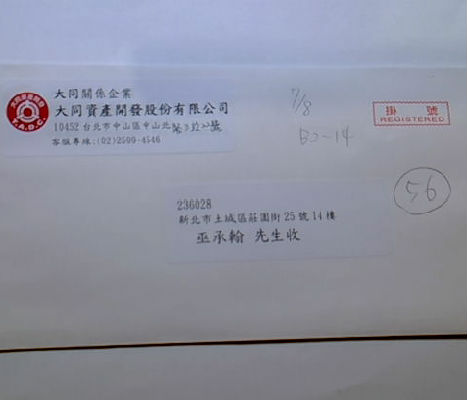 大同關係企業
大同資產開發股份有限公司
10452 台北市中山區中山北路3段22號
客服專線:(02)2599-4546
T.A.D.C.
7/8
B2-14
掛 號
REGISTERED
56
236028
新北市土城區莊園街25號14樓
巫承翰 先生收